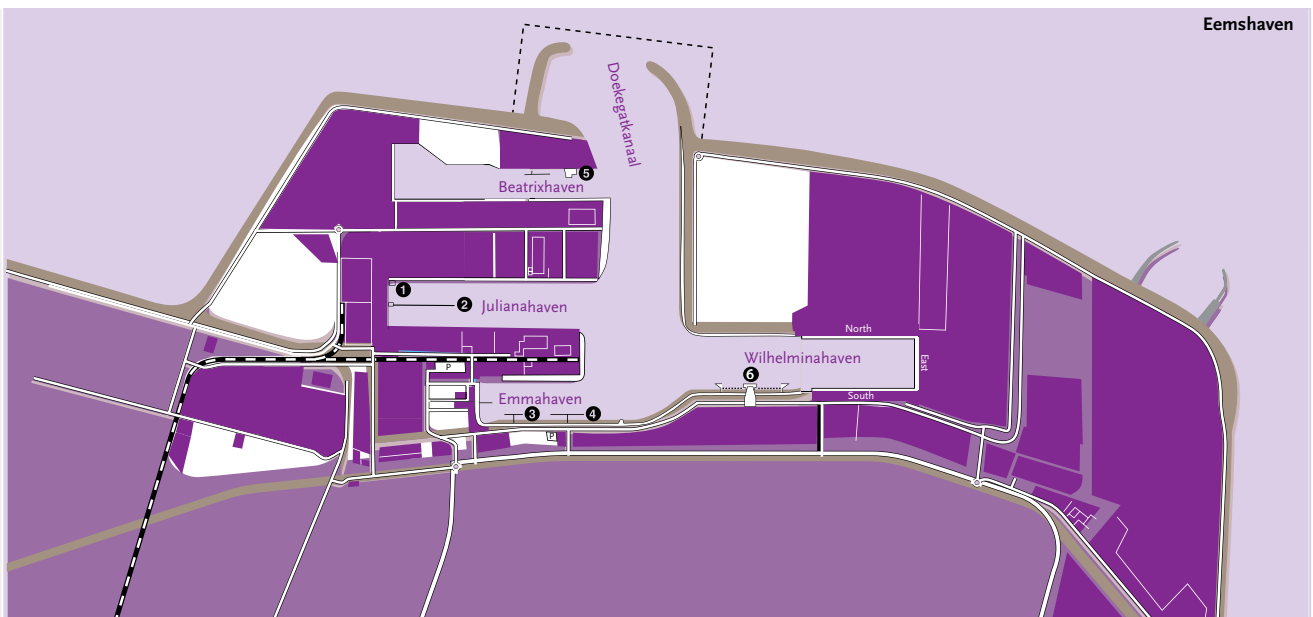 Eemshaven
Doekegatkanaal
5
Beatrixhaven
1
2
Julianahaven
North
Wilhelminahaven
East
P
6
South
Emmahaven
3
4
P